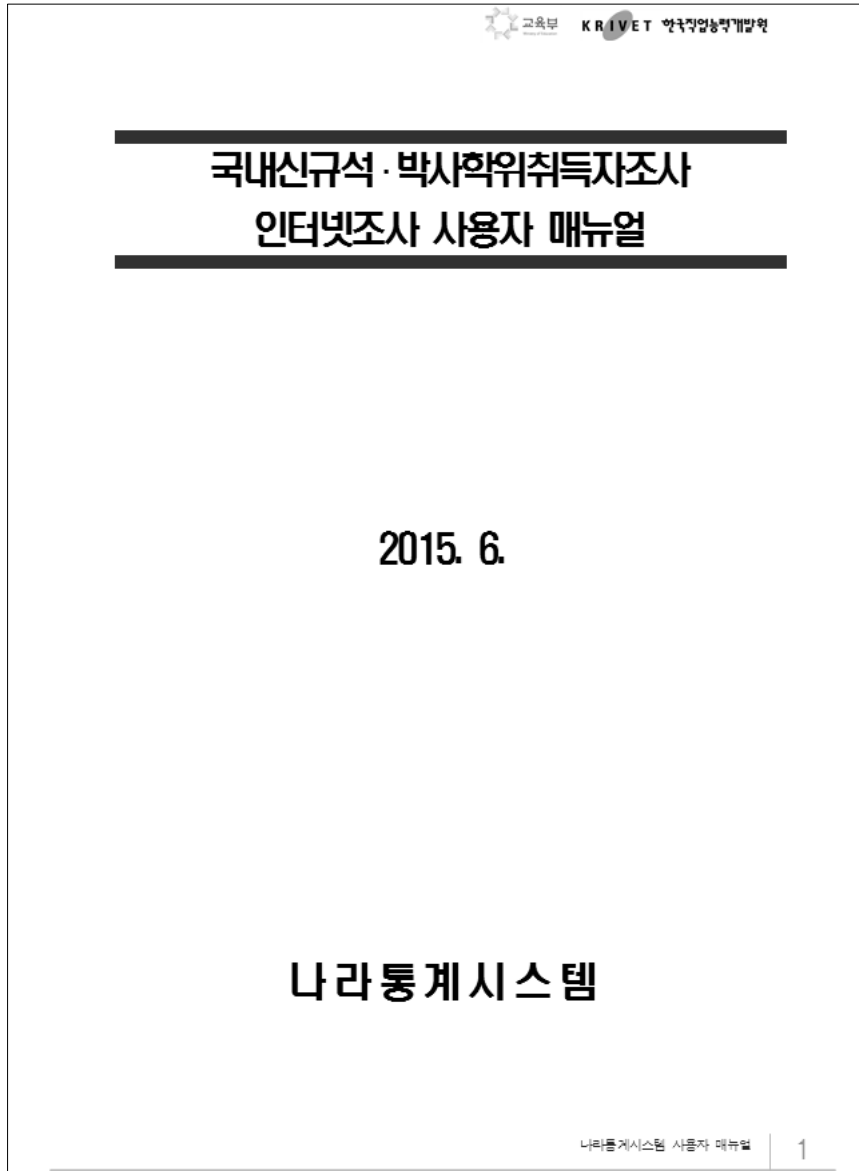 교육부 KRIVET 한국직업능력개발원
국내신규석·박사학위취득자조사
인터넷조사 사용자 매뉴얼
2015. 6.
나라통계시스템
나라통계시스템 사용자 매뉴얼 1